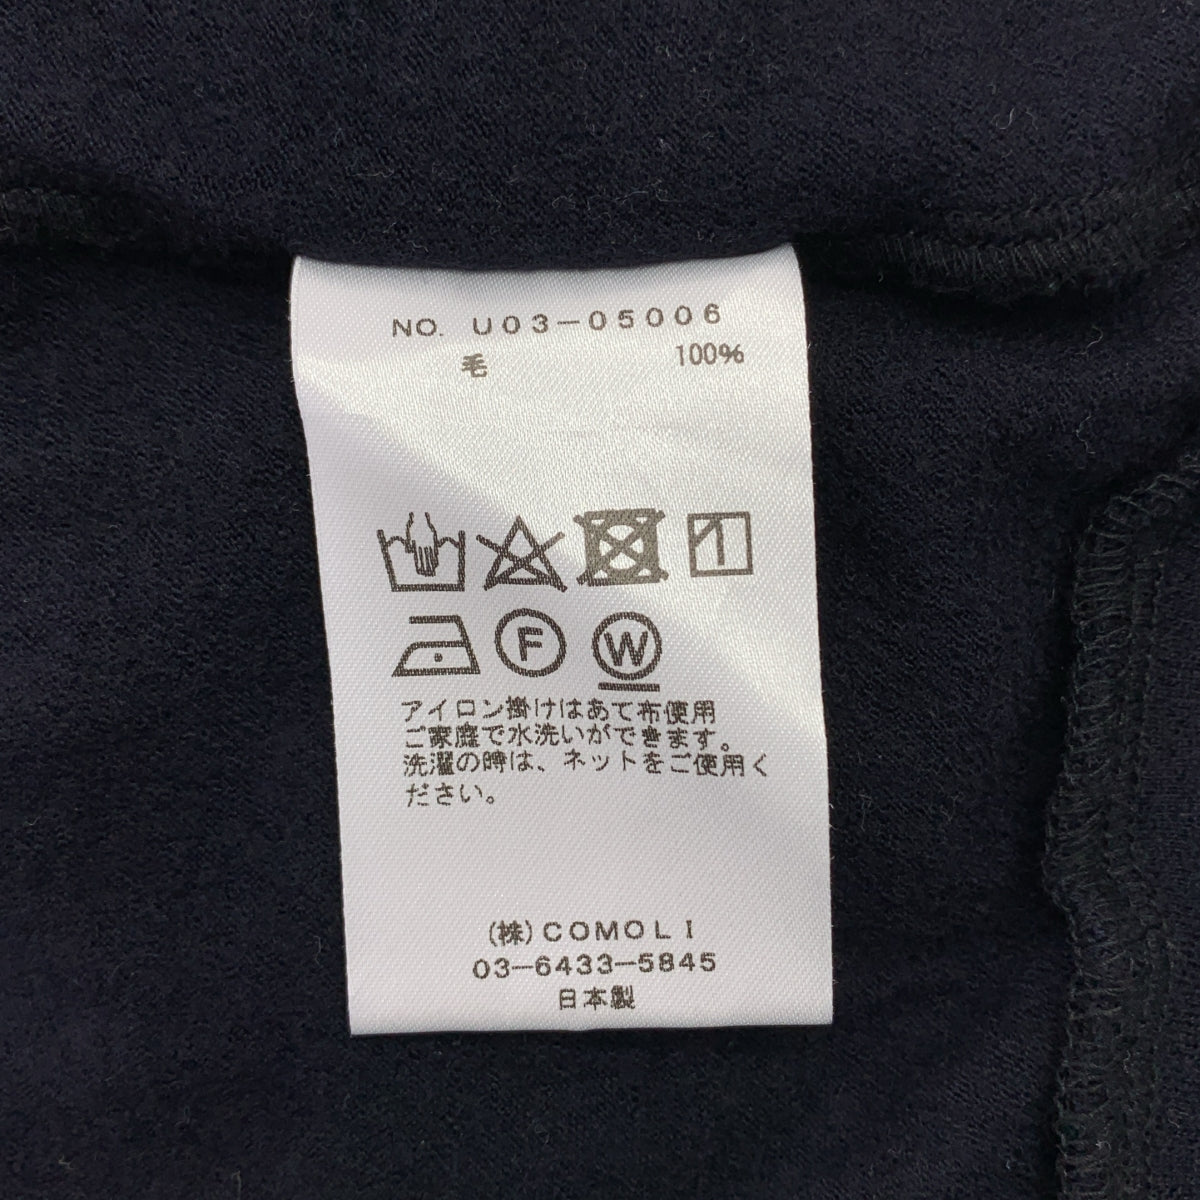 NO. U03-05006
毛 100%
F W
アイロン掛けはあて布使用
ご家庭で水洗いができます。
洗濯の時は、ネットをご使用く
ださい。
(株)COMOLI
03-6433-5845
日本製